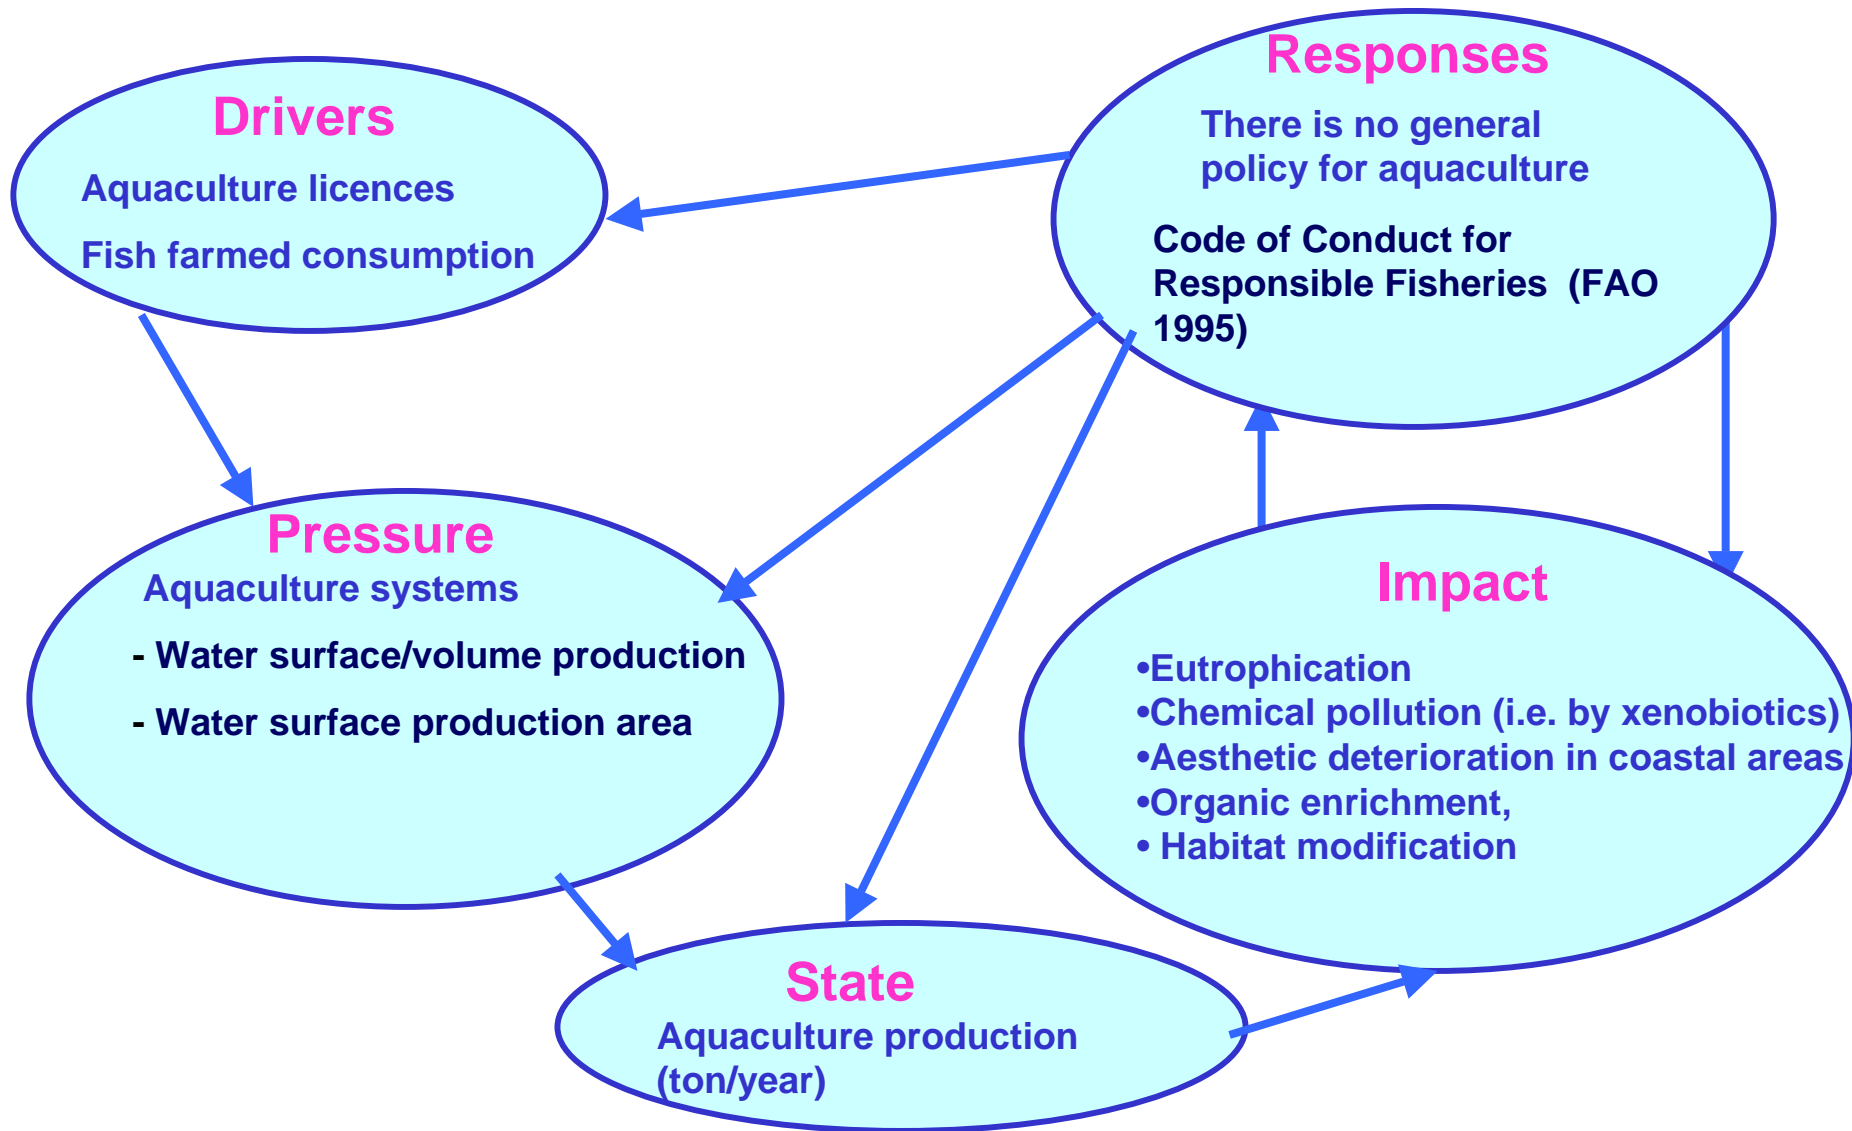 Drivers
Aquaculture licences
Fish farmed consumption
Responses
There is no general
policy for aquaculture
Code of Conduct for
Responsible Fisheries (FAO
1995)
Pressure
Aquaculture systems
- Water surface/volume production
- Water surface production area
Impact
•Eutrophication
•Chemical pollution (i.e. by xenobiotics)
•Aesthetic deterioration in coastal areas
•Organic enrichment,
• Habitat modification
State
Aquaculture production
(ton/year)